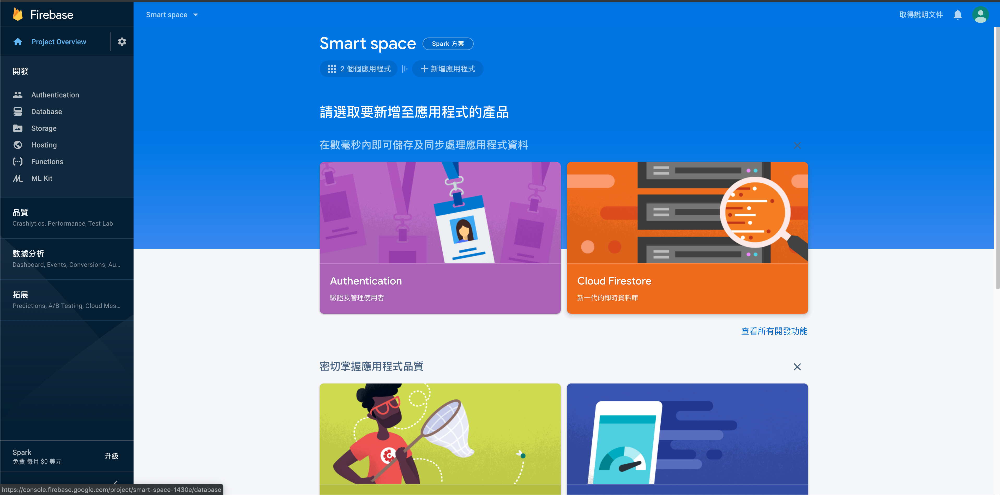 Firebase
Smart space
取得說明文件
Project Overview
開發
Authentication
Database
Storage
Hosting
Functions
ML Kit
品質
Crashlytics, Performance, Test Lab
數據分析
Dashboard, Events, Conversions, Au...
拓展
Predictions, A/B Testing, Cloud Mes...
Spark
免費 每月 $0 美元
升級
https://console.firebase.google.com/project/smart-space-1430e/database
Smart space
Spark 方案
2 個個應用程式
新增應用程式
請選取要新增至應用程式的產品
在數毫秒內即可儲存及同步處理應用程式資料
Authentication
驗證及管理使用者
Cloud Firestore
新一代的即時資料庫
查看所有開發功能
密切掌握應用程式品質